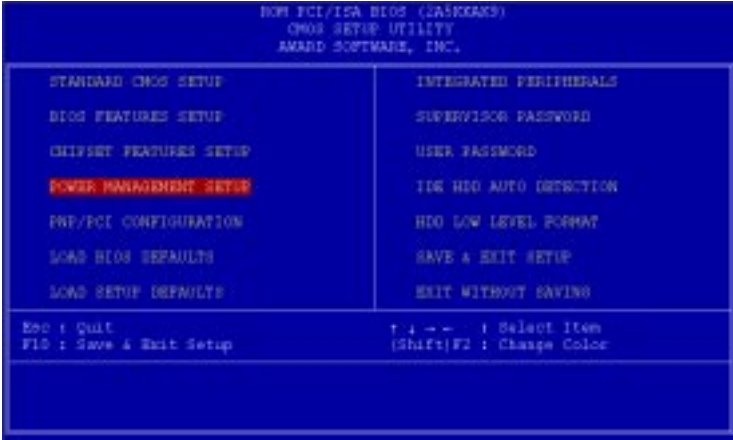 ROM PCI/ISA BIOS
CMOS SETUP UTILITY
AWARD SOFTWARE, INC.
STANDARD CMOS SETUP
BIOS FEATURES SETUP
CHIPSET FEATURES SETUP
POWER MANAGEMENT SETUP
PNP/PCI CONFIGURATION
LOAD BIOS DEFAULTS
LOAD SETUP DEFAULTS
INTEGRATED PERIPHERALS
SUPERVISOR PASSWORD
USER PASSWORD
IDE HDD AUTO DETECTION
HDD LOW LEVEL FORMAT
SAVE & EXIT SETUP
EXIT WITHOUT SAVING
Esc : Quit
F10 : Save & Exit Setup
↑ ↓ → ← : Select Item
(Shift)F2 : Change Color